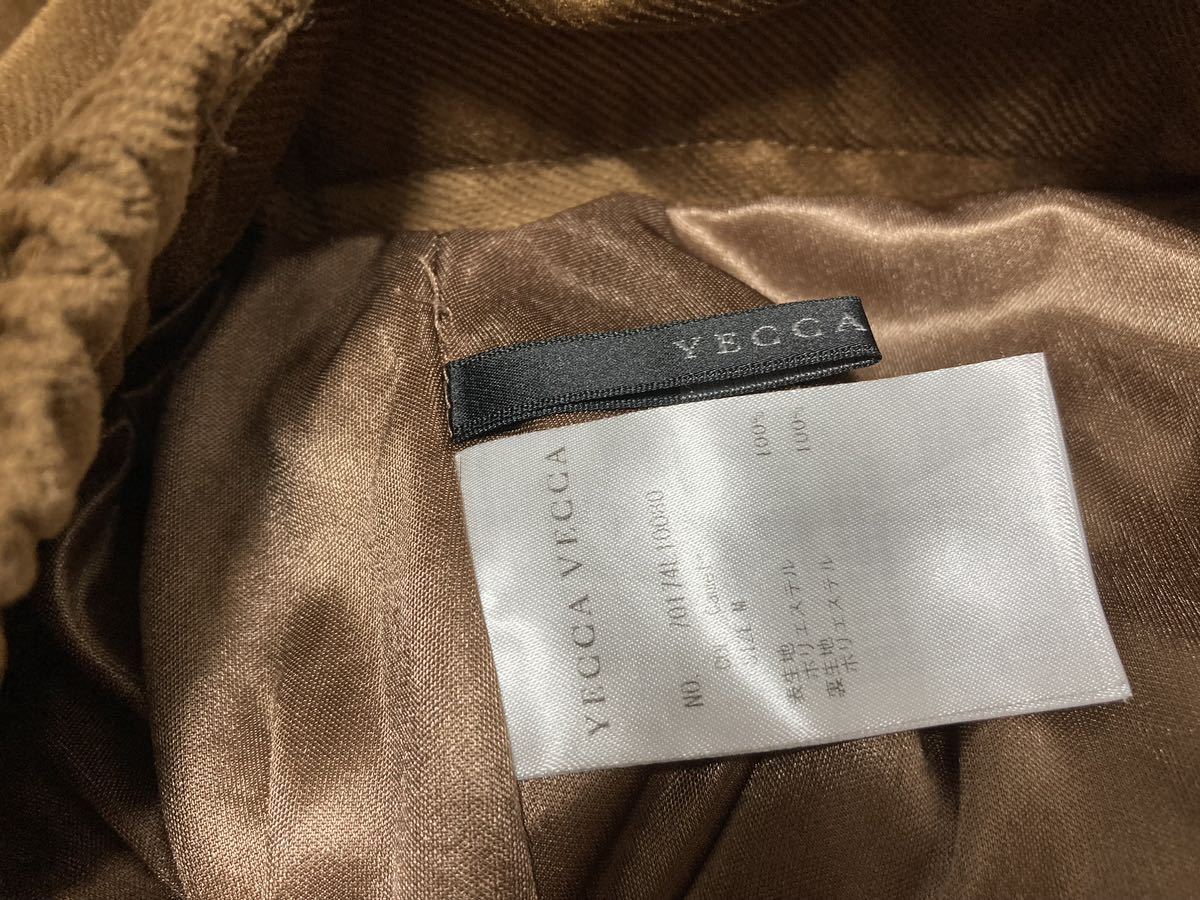 YECCA
YECCA VECCA
NO
表生地
ポリエステル 100%
裏生地
ポリエステル 100%